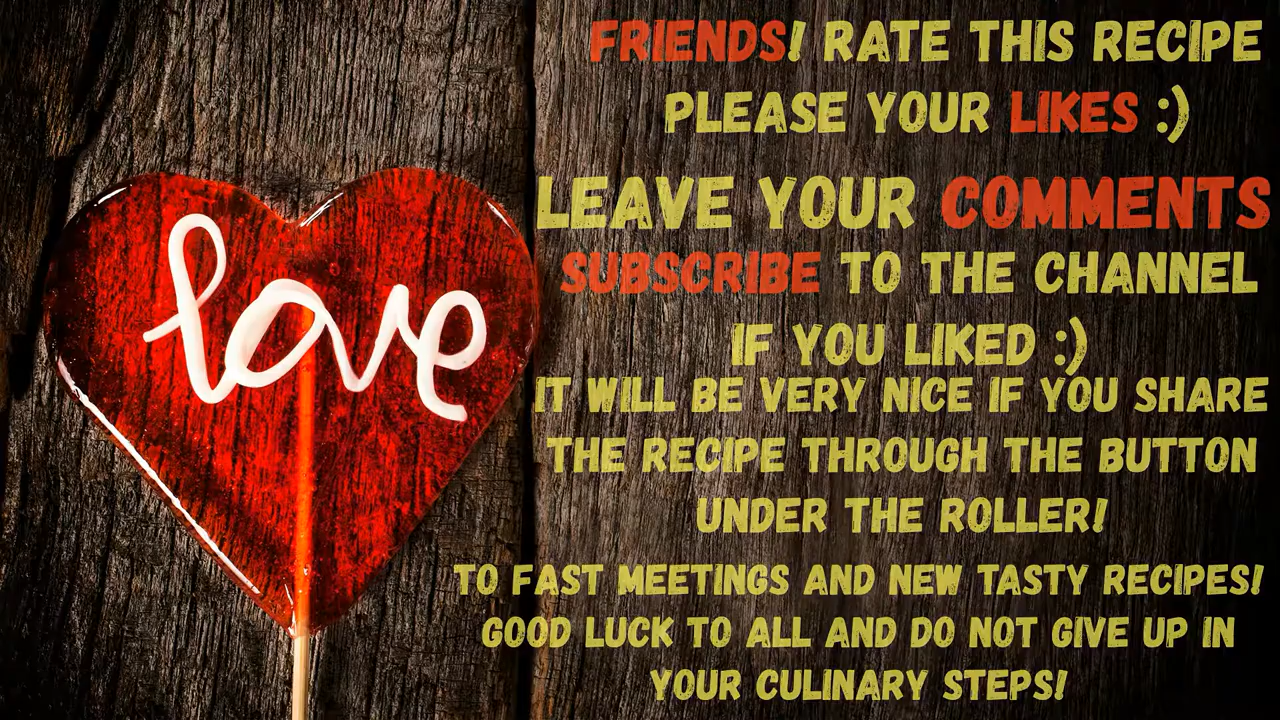 love
FRIENDS! RATE THIS RECIPE
PLEASE YOUR LIKES :)
LEAVE YOUR COMMENTS
SUBSCRIBE TO THE CHANNEL
IF YOU LIKED :)
IT WILL BE VERY NICE IF YOU SHARE
THE RECIPE THROUGH THE BUTTON
UNDER THE ROLLER!
TO FAST MEETINGS AND NEW TASTY RECIPES!
GOOD LUCK TO ALL AND DO NOT GIVE UP IN
YOUR CULINARY STEPS!